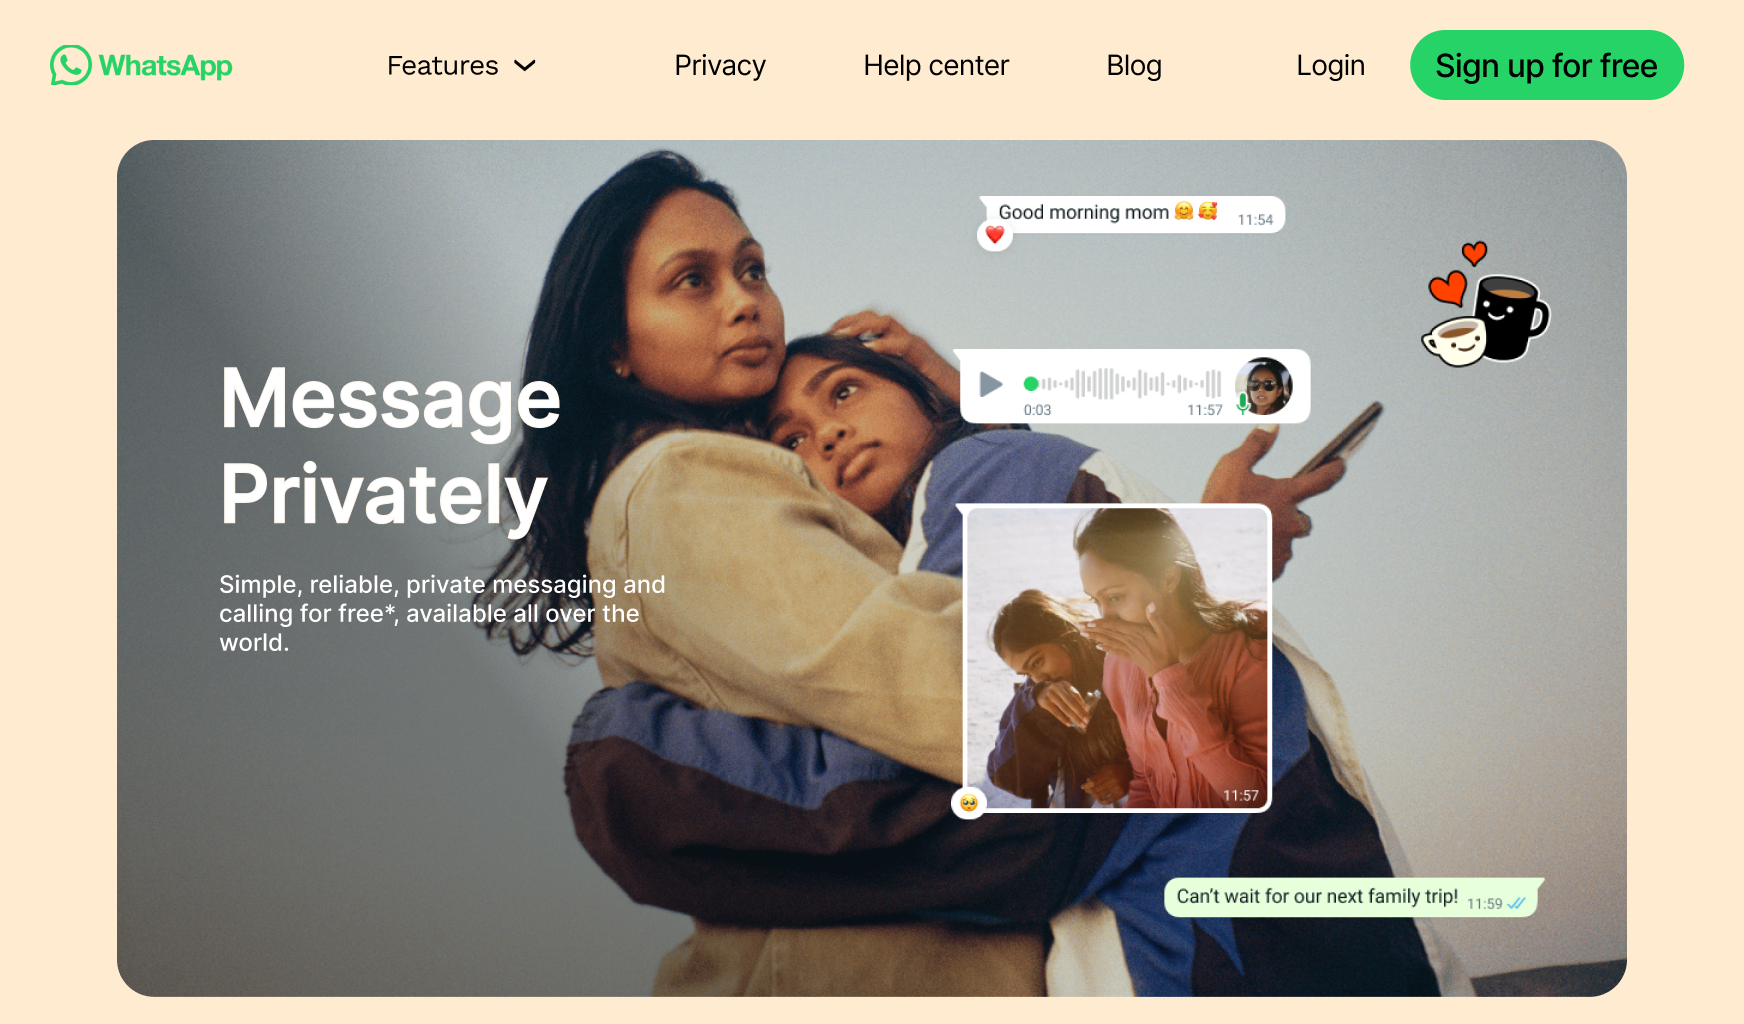 WhatsApp
Features
Privacy
Help center
Blog
Login
Sign up for free
Good morning mom 🤗 🥰 11:54
0:03 11:57
Message
Privately
Simple, reliable, private messaging and
calling for free*, available all over the
world.
11:57
Can’t wait for our next family trip! 11:59